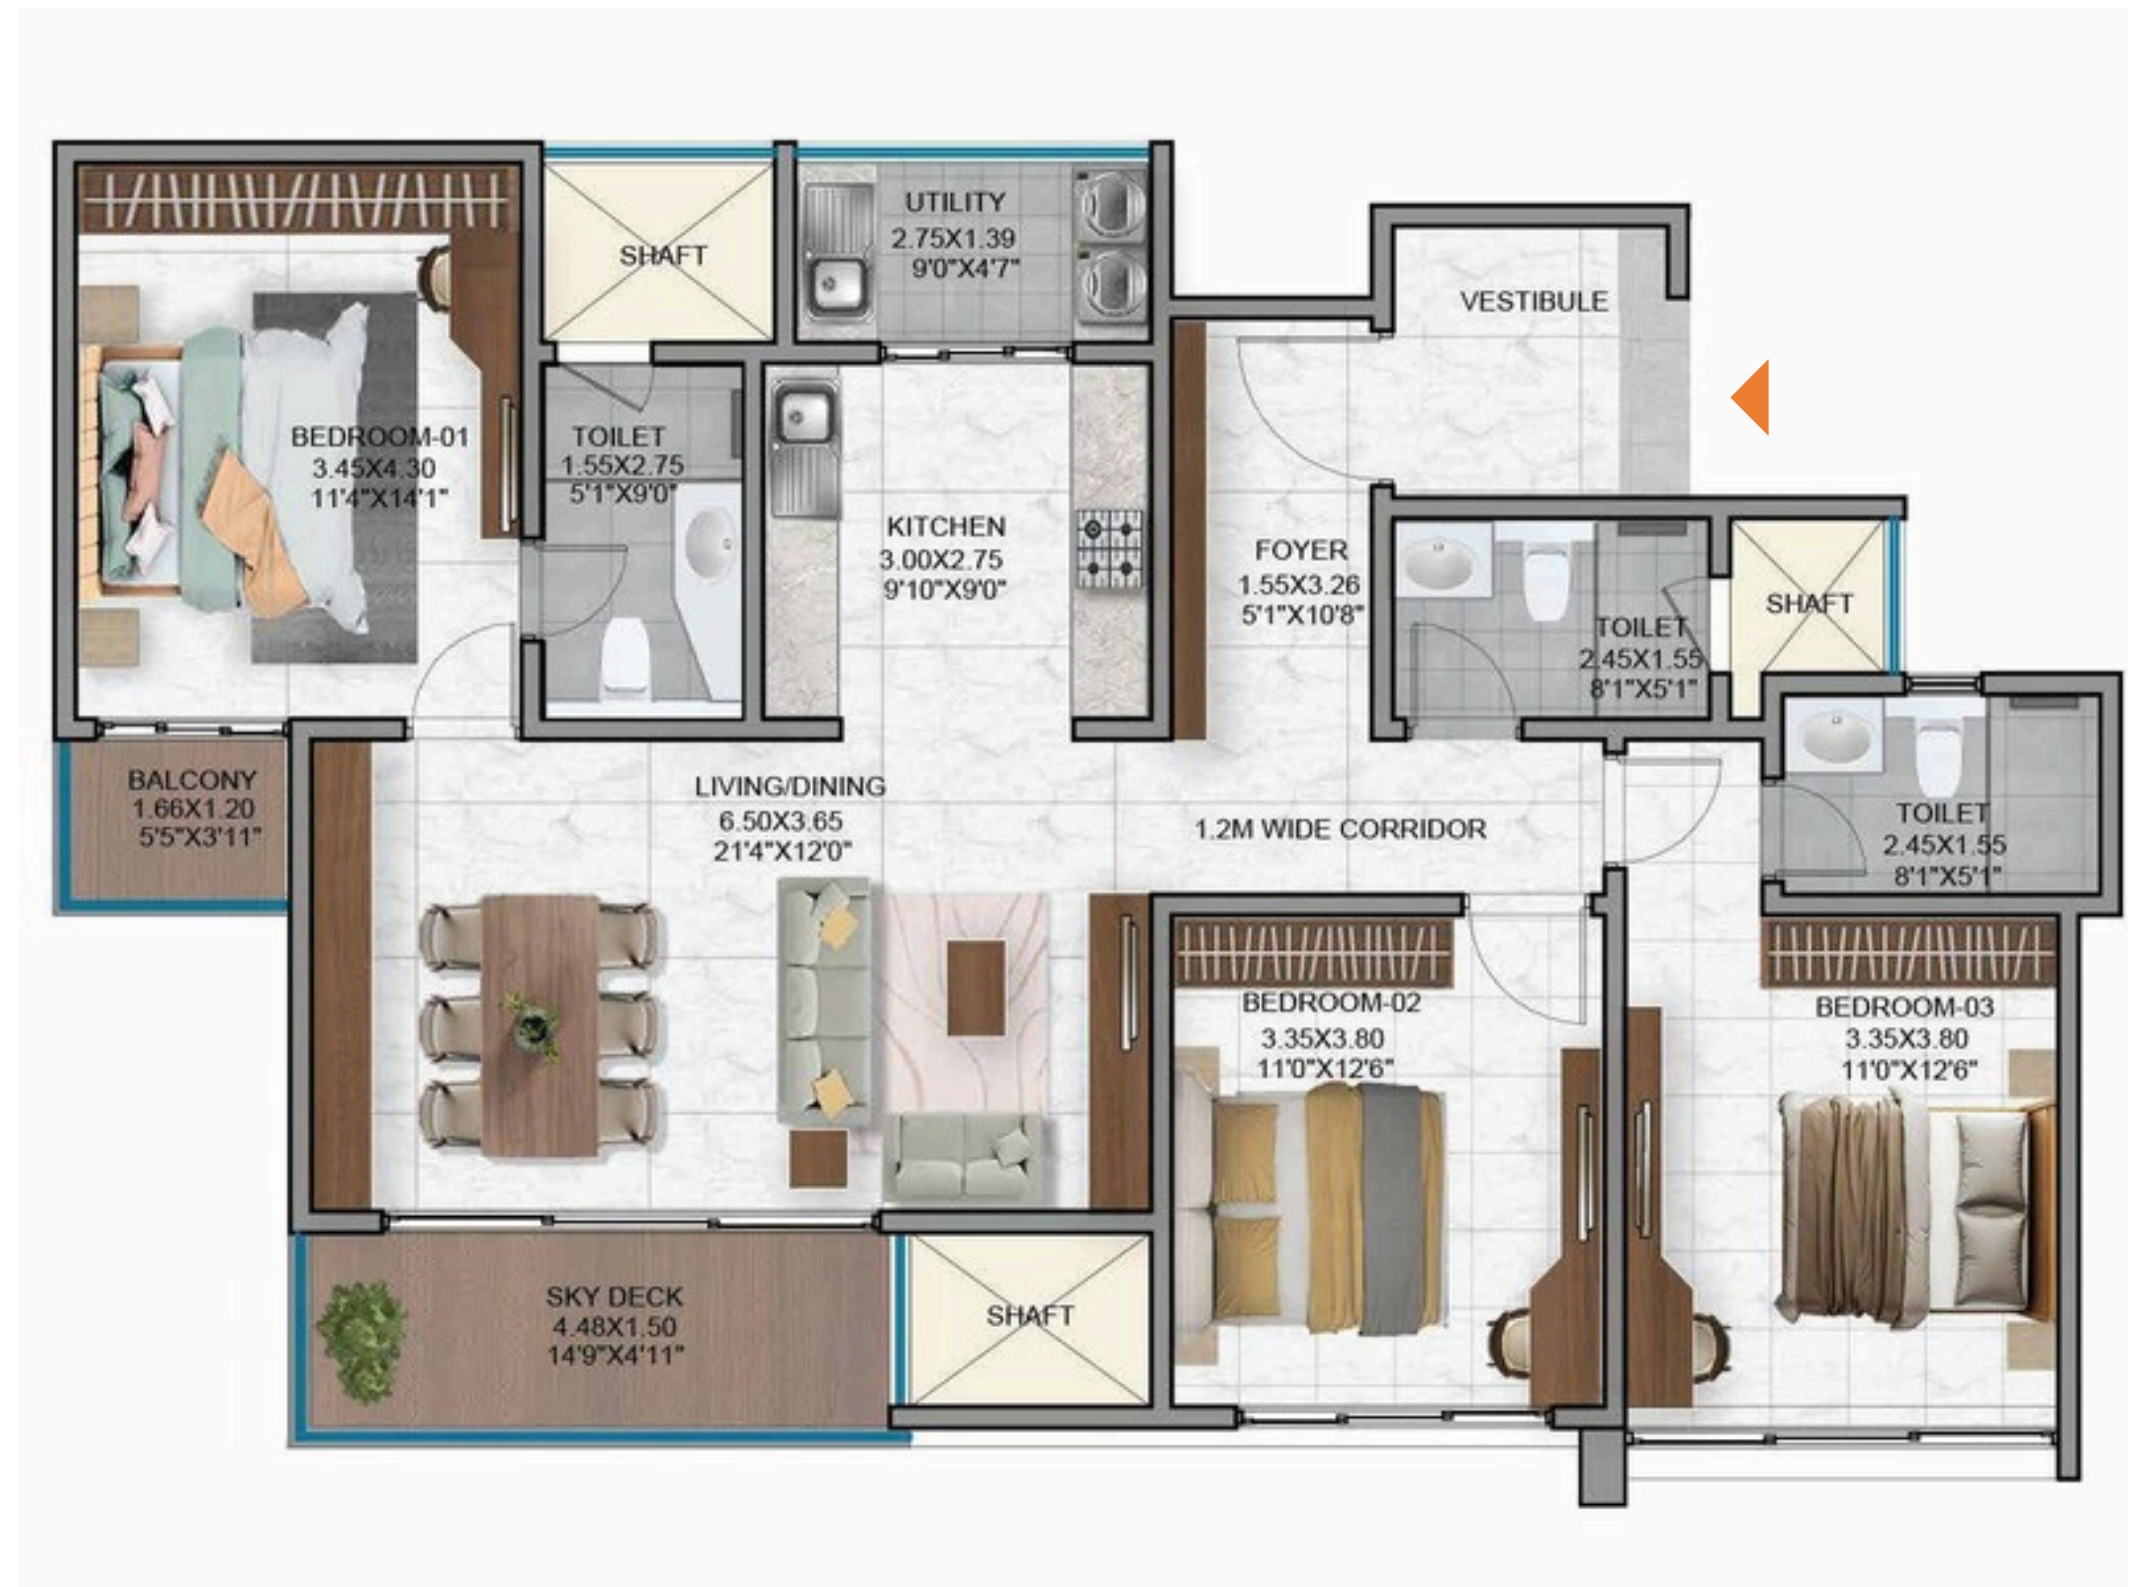 UTILITY
2.75X1.39
9'0"X4'7"
SHAFT
VESTIBULE
BEDROOM-01
3.45X4.30
11'4"X14'1"
TOILET
1.55X2.75
5'1"X9'0"
KITCHEN
3.00X2.75
9'10"X9'0"
FOYER
1.55X3.26
5'1"X10'8"
TOILET
2.45X1.55
8'1"X5'1"
SHAFT
BALCONY
1.66X1.20
5'5"X3'11"
LIVING/DINING
6.50X3.65
21'4"X12'0"
1.2M WIDE CORRIDOR
TOILET
2.45X1.55
8'1"X5'1"
BEDROOM-02
3.35X3.80
11'0"X12'6"
BEDROOM-03
3.35X3.80
11'0"X12'6"
SKY DECK
4.48X1.50
14'9"X4'11"
SHAFT